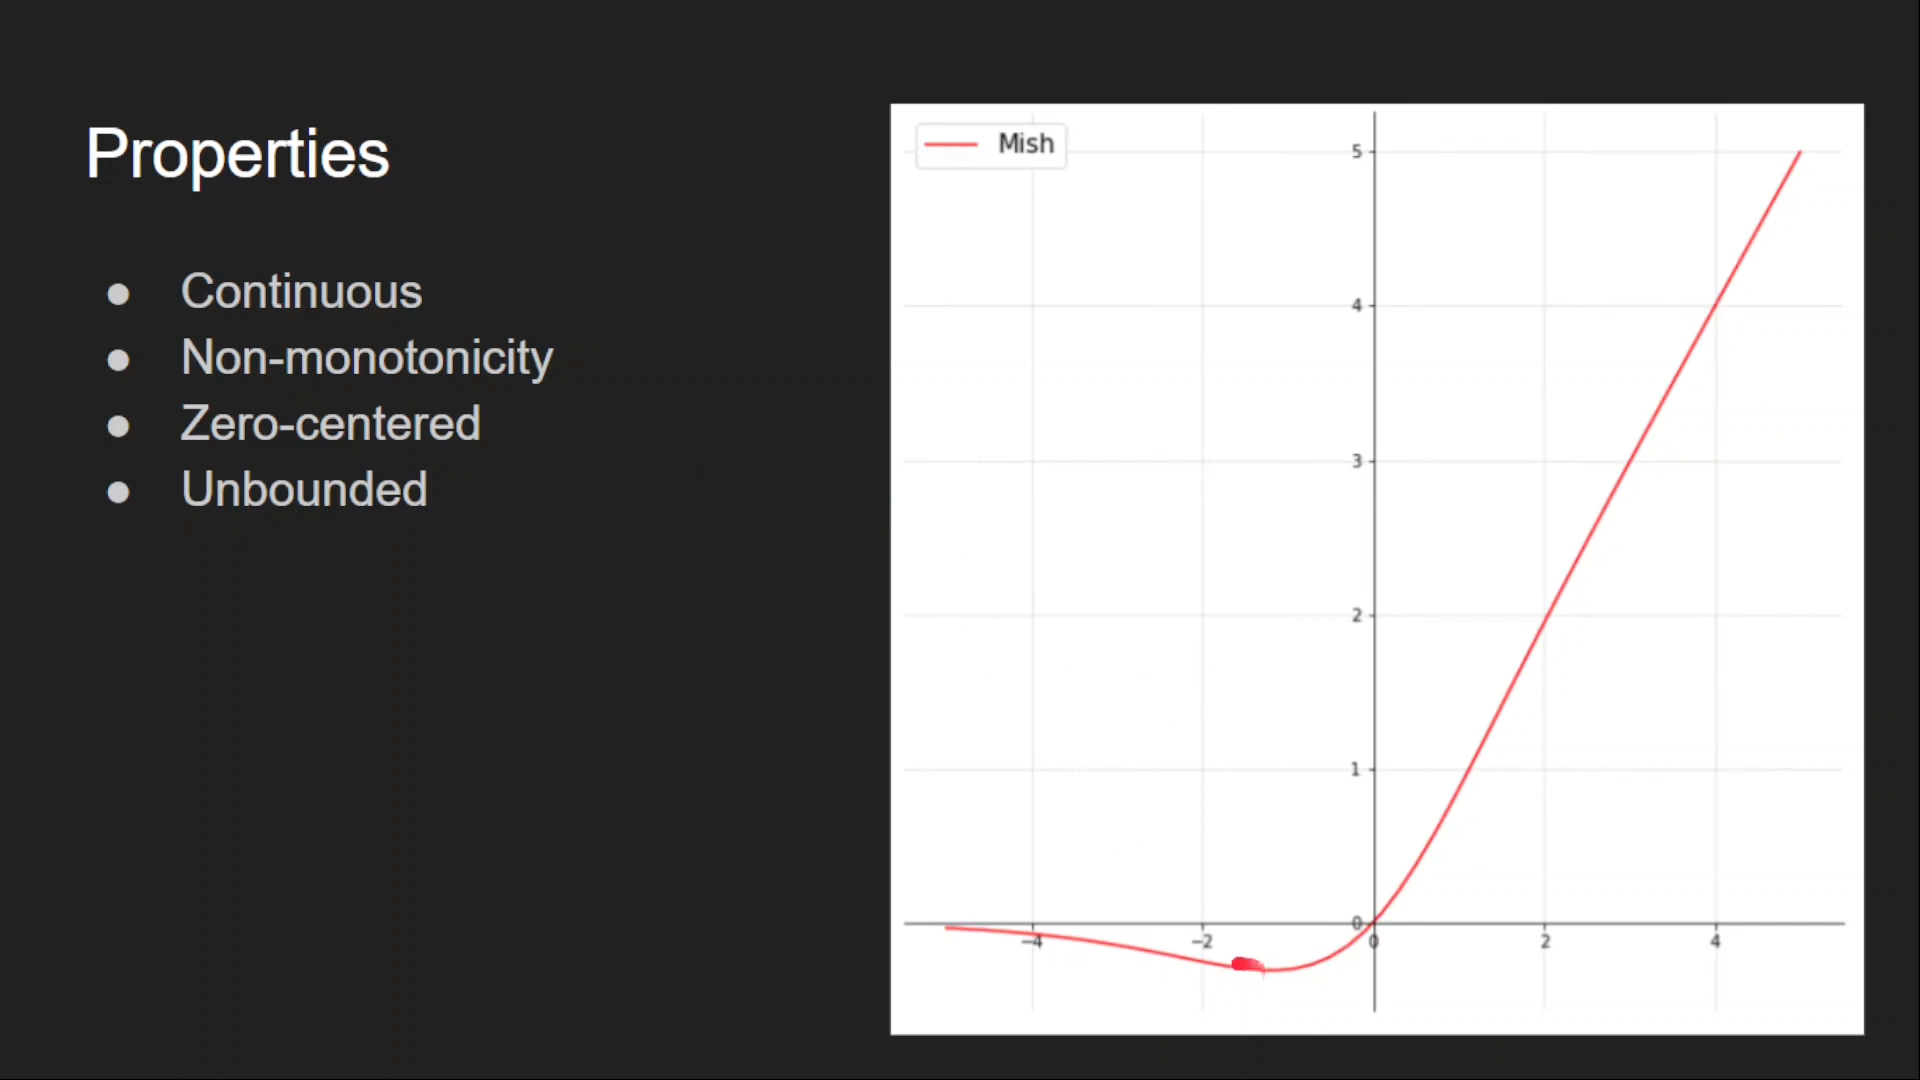 Properties
● Continuous
● Non-monotonicity
● Zero-centered
● Unbounded
Mish
5
4
3
2
1
0
−4
−2
0
2
4